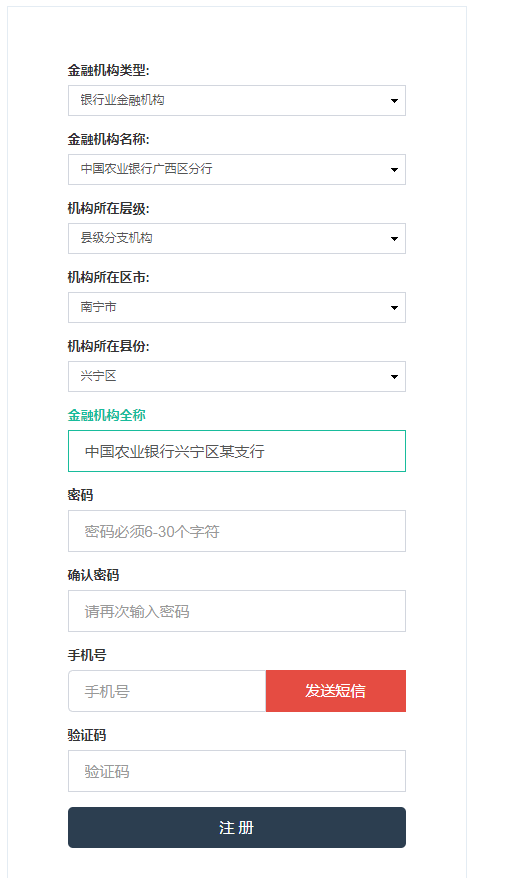 金融机构类型:
银行业金融机构
金融机构名称:
中国农业银行广西区分行
机构所在层级:
县级分支机构
机构所在区市:
南宁市
机构所在县份:
兴宁区
金融机构全称
中国农业银行兴宁区某支行
密码
密码必须6-30个字符
确认密码
请再次输入密码
手机号
手机号 发送短信
验证码
验证码
注 册